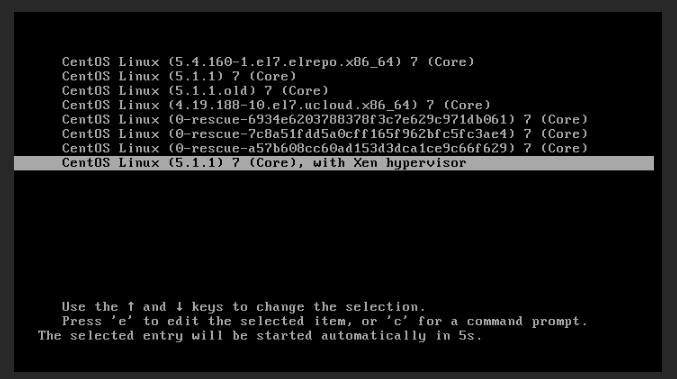 CentOS Linux (5.4.160-1.el7.elrepo.x86_64) 7 (Core)
CentOS Linux (5.1.1) 7 (Core)
CentOS Linux (5.1.1.old) 7 (Core)
CentOS Linux (4.19.188-10.el7.ucloud.x86_64) 7 (Core)
CentOS Linux (0-rescue-6934e6203788378f3c7e629c971db061) 7 (Core)
CentOS Linux (0-rescue-7c8a51fdd5a0cff165f962bfc5fc3ae4) 7 (Core)
CentOS Linux (0-rescue-a57b608cc60ad153d3dca1ce9c66f629) 7 (Core)
CentOS Linux (5.1.1) 7 (Core), with Xen hypervisor
Use the ↑ and ↓ keys to change the selection.
Press 'e' to edit the selected item, or 'c' for a command prompt.
The selected entry will be started automatically in 5s.